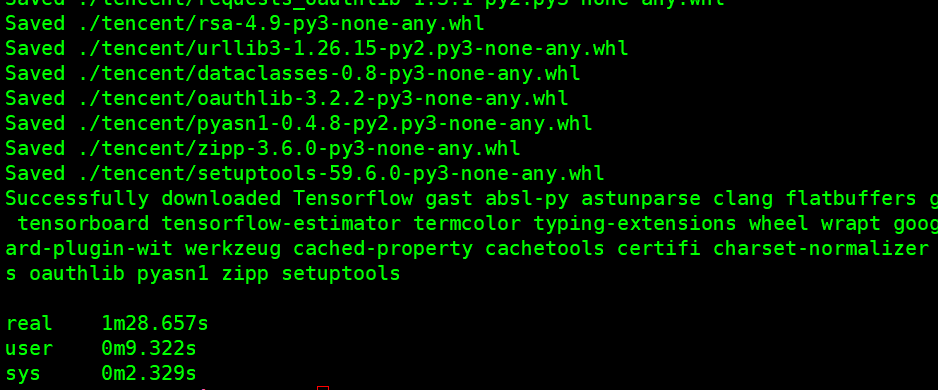 Saved ./tencent/requests_oauthlib-1.3.1-py2.py3-none-any.whl
Saved ./tencent/rsa-4.9-py3-none-any.whl
Saved ./tencent/urllib3-1.26.15-py2.py3-none-any.whl
Saved ./tencent/dataclasses-0.8-py3-none-any.whl
Saved ./tencent/oauthlib-3.2.2-py3-none-any.whl
Saved ./tencent/pyasn1-0.4.8-py2.py3-none-any.whl
Saved ./tencent/zipp-3.6.0-py3-none-any.whl
Saved ./tencent/setuptools-59.6.0-py3-none-any.whl
Successfully downloaded Tensorflow gast absl-py astunparse clang flatbuffers g
tensorboard tensorflow-estimator termcolor typing-extensions wheel wrapt goog
ard-plugin-wit werkzeug cached-property cachetools certifi charset-normalizer
s oauthlib pyasn1 zipp setuptools
real 1m28.657s
user 0m9.322s
sys 0m2.329s